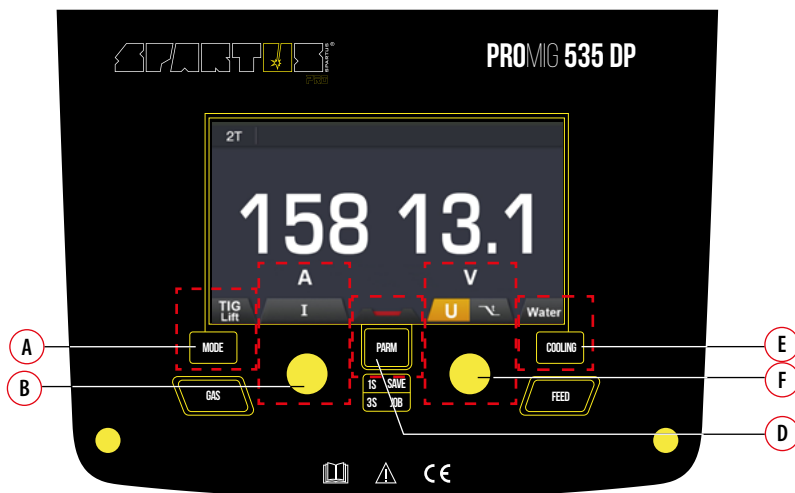 SPARTUS®
SPARTUS
PRO
PROMIG 535 DP
2T
158 13.1
A V
TIG
Lift
I
U
Water
MODE
PARM
COOLING
GAS
1S SAVE
3S JOB
FEED
A
B
E
F
D
CE